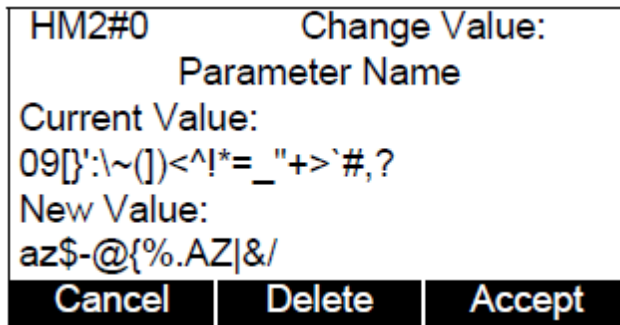 HM2#0 Change Value:
Parameter Name
Current Value:
09[}':\~(])<^!*=_"+>`#,?
New Value:
az$-@{%.AZ|&/
Cancel Delete Accept